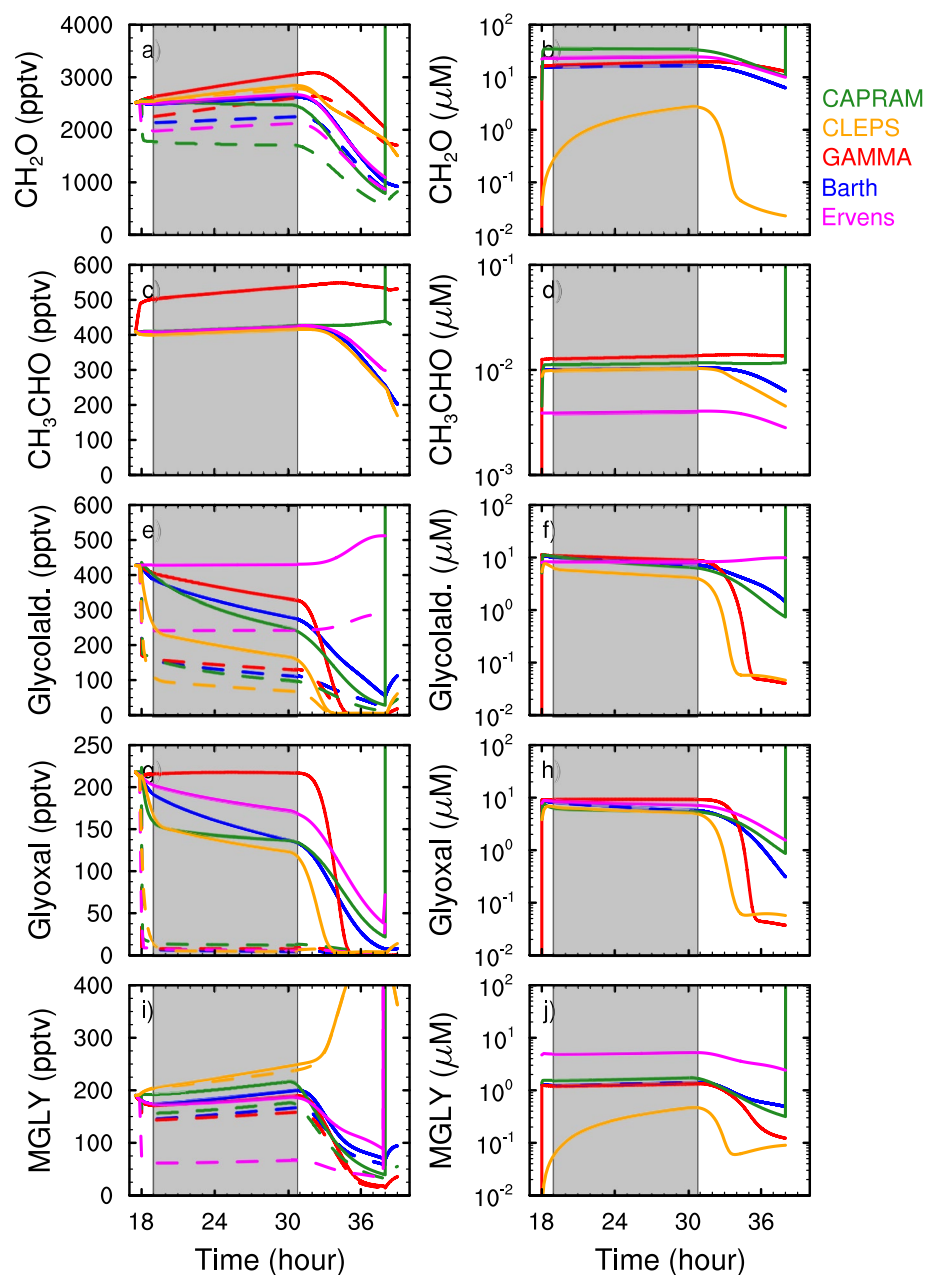 a)
CH2O (pptv)
4000
3000
2000
1000
0
b)
CH2O (μM)
10^2
10^1
10^0
10^-1
10^-2
CAPRAM
CLEPS
GAMMA
Barth
Ervens
c)
CH3CHO (pptv)
600
500
400
300
200
100
0
d)
CH3CHO (μM)
10^-1
10^-2
10^-3
e)
Glycolald. (pptv)
600
500
400
300
200
100
0
f)
Glycolald. (μM)
10^2
10^1
10^0
10^-1
10^-2
g)
Glyoxal (pptv)
250
200
150
100
50
0
h)
Glyoxal (μM)
10^2
10^1
10^0
10^-1
10^-2
i)
MGLY (pptv)
400
300
200
100
0
18 24 30 36
Time (hour)
j)
MGLY (μM)
10^2
10^1
10^0
10^-1
10^-2
18 24 30 36
Time (hour)